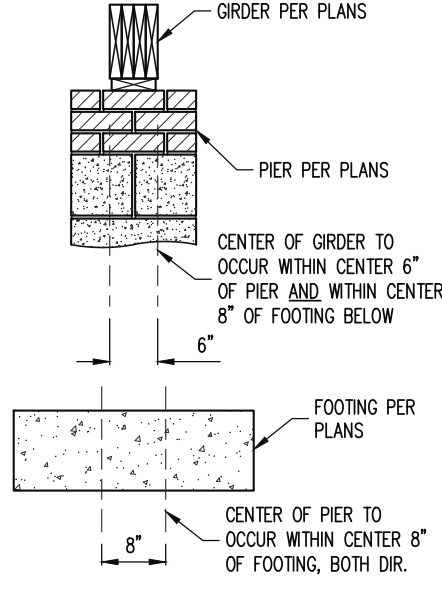 GIRDER PER PLANS
PIER PER PLANS
CENTER OF GIRDER TO
OCCUR WITHIN CENTER 6"
OF PIER AND WITHIN CENTER
8" OF FOOTING BELOW
6"
FOOTING PER
PLANS
CENTER OF PIER TO
OCCUR WITHIN CENTER 8"
OF FOOTING, BOTH DIR.
8"